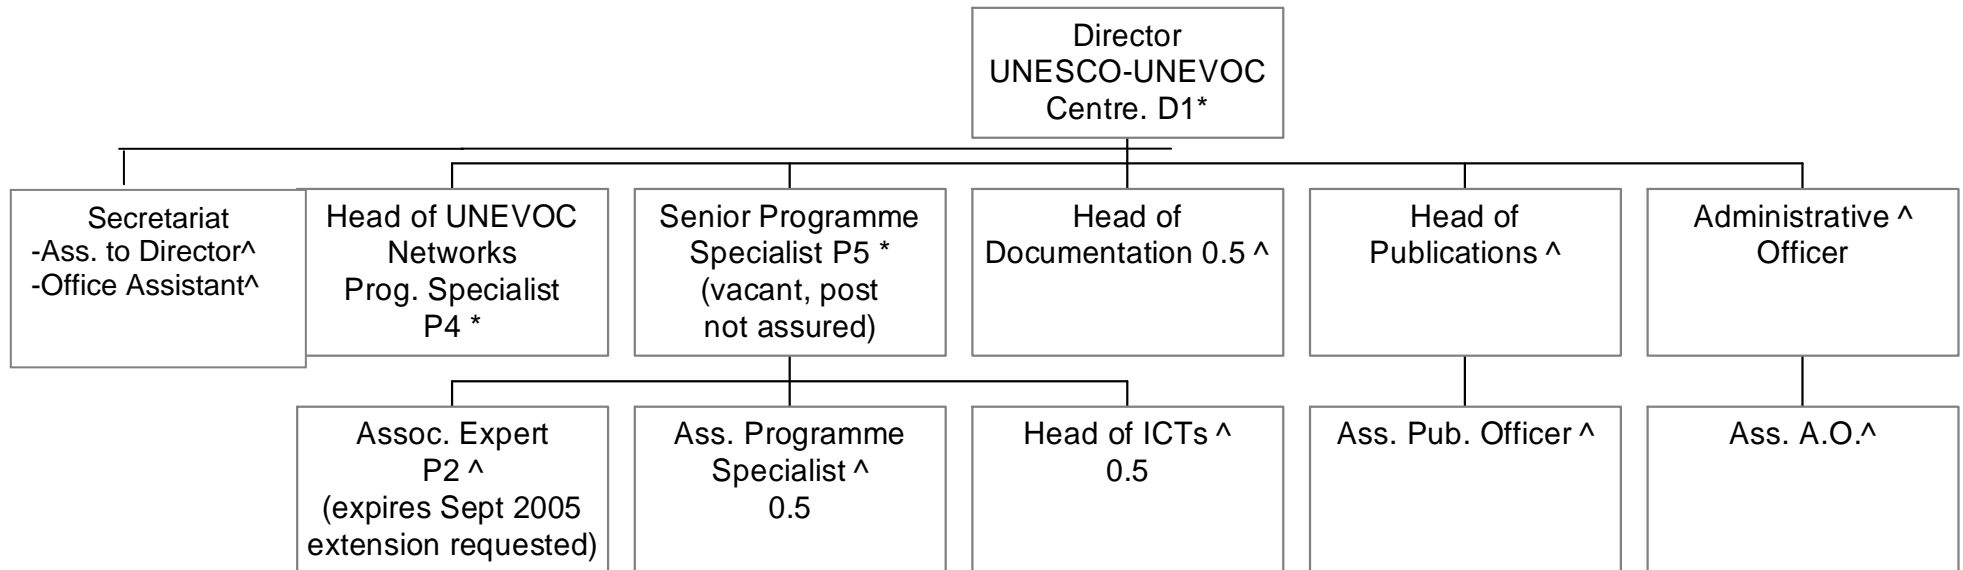 Director
UNESCO-UNEVOC
Centre. D1*
Secretariat
-Ass. to Director^
-Office Assistant^
Head of UNEVOC
Networks
Prog. Specialist
P4 *
Senior Programme
Specialist P5 *
(vacant, post
not assured)
Head of
Documentation 0.5 ^
Head of
Publications ^
Administrative ^
Officer
Assoc. Expert
P2 ^
(expires Sept 2005
extension requested)
Ass. Programme
Specialist ^
0.5
Head of ICTs ^
0.5
Ass. Pub. Officer ^
Ass. A.O.^